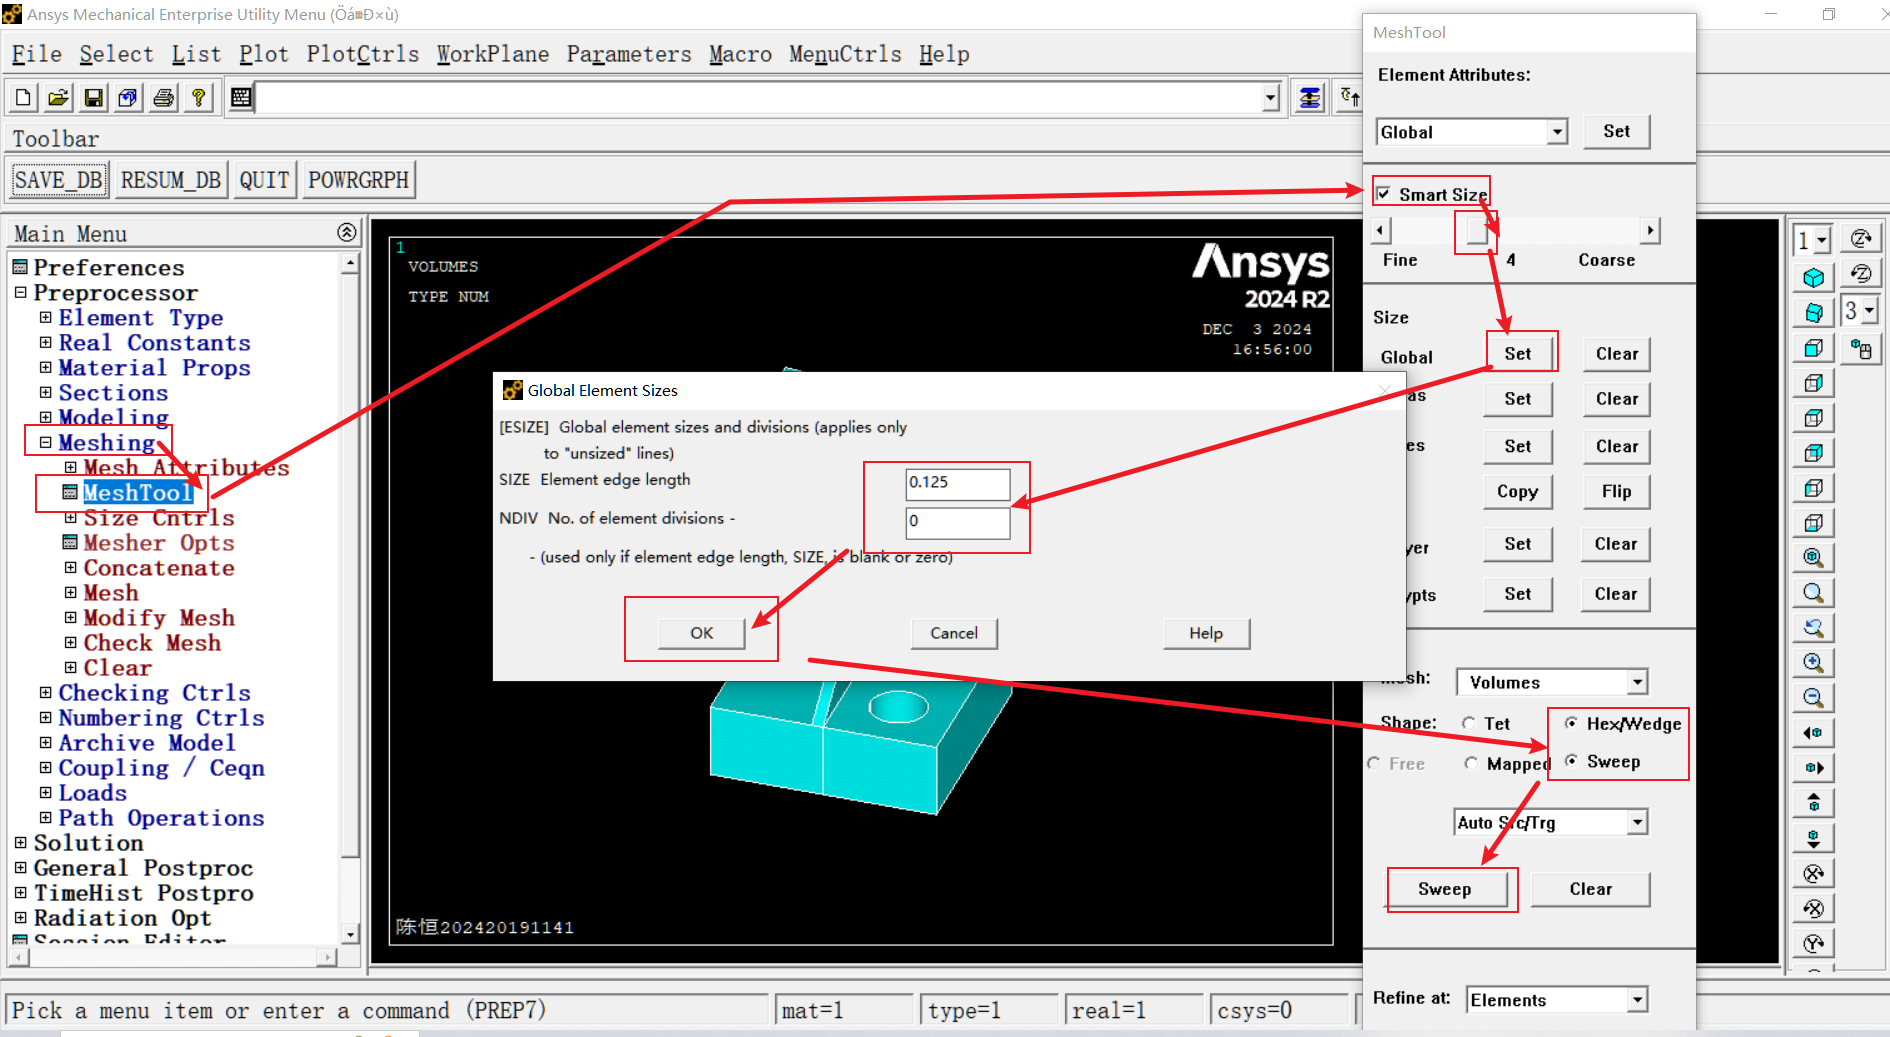 Ansys Mechanical Enterprise Utility Menu (Öá¤Ð×ù)
File Select List Plot PlotCtrls WorkPlane Parameters Macro MenuCtrls Help
Toolbar
SAVE_DB RESUM_DB QUIT POWRGRPH
Main Menu
Preferences
Preprocessor
Element Type
Real Constants
Material Props
Sections
Modeling
Meshing
Mesh Attributes
MeshTool
Size Cntrls
Mesher Opts
Concatenate
Mesh
Modify Mesh
Check Mesh
Clear
Checking Ctrls
Numbering Ctrls
Archive Model
Coupling / Ceqn
Loads
Path Operations
Solution
General Postproc
TimeHist Postpro
Radiation Opt
Session Editor
1
VOLUMES
TYPE NUM
Ansys
2024 R2
DEC 3 2024
16:56:00
陈恒202420191141
Global Element Sizes
[ESIZE] Global element sizes and divisions (applies only
to "unsized" lines)
SIZE Element edge length 0.125
NDIV No. of element divisions - 0
- (used only if element edge length, SIZE, is blank or zero)
OK Cancel Help
MeshTool
Element Attributes:
Global Set
Smart Size
Fine 4 Coarse
Size
Global Set Clear
as Set Clear
es Set Clear
Copy Flip
yer Set Clear
ypts Set Clear
Mesh: Volumes
Shape: Tet Hex/Wedge
Free Mapped Sweep
Auto Src/Trg
Sweep Clear
Refine at: Elements
1
3
Pick a menu item or enter a command (PREP7) mat=1 type=1 real=1 csys=0